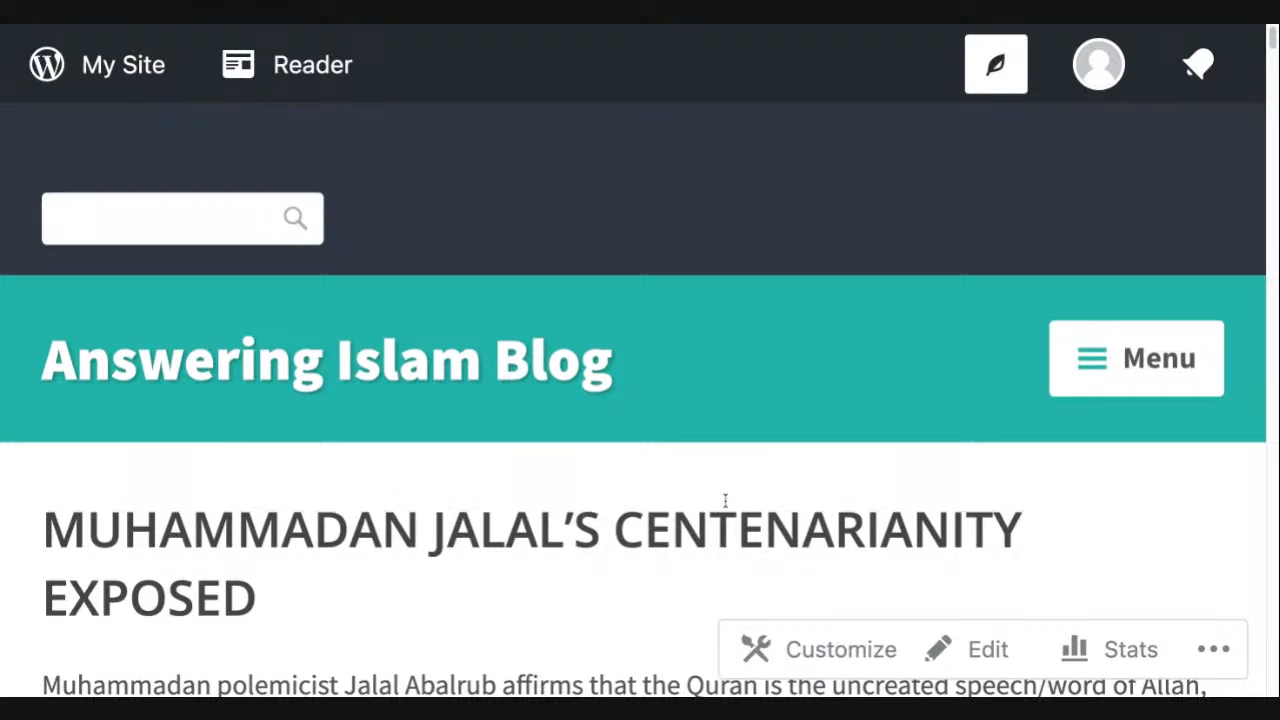 My Site
Reader
Answering Islam Blog
Menu
MUHAMMADAN JALAL’S CENTENARIANITY
EXPOSED
Customize
Edit
Stats
Muhammadan polemicist Jalal Abalrub affirms that the Quran is the uncreated speech/word of Allah,